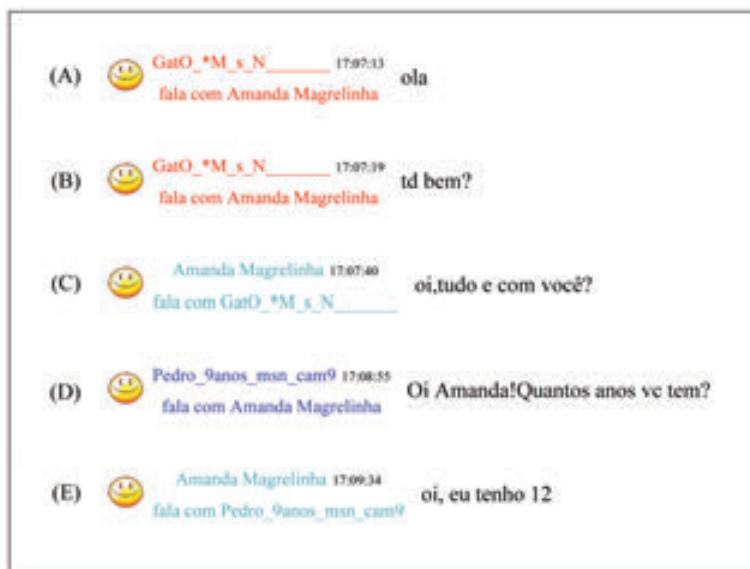 (A) GatO_*M_s_N_______ 17:07:13 ola
fala com Amanda Magrelinha
(B) GatO_*M_s_N_______ 17:07:19 td bem?
fala com Amanda Magrelinha
(C) Amanda Magrelinha 17:07:40 oi,tudo e com você?
fala com GatO_*M_s_N_______
(D) Pedro_9anos_msn_cam9 17:08:55 Oi Amanda!Quantos anos vc tem?
fala com Amanda Magrelinha
(E) Amanda Magrelinha 17:09:34 oi, eu tenho 12
fala com Pedro_9anos_msn_cam9